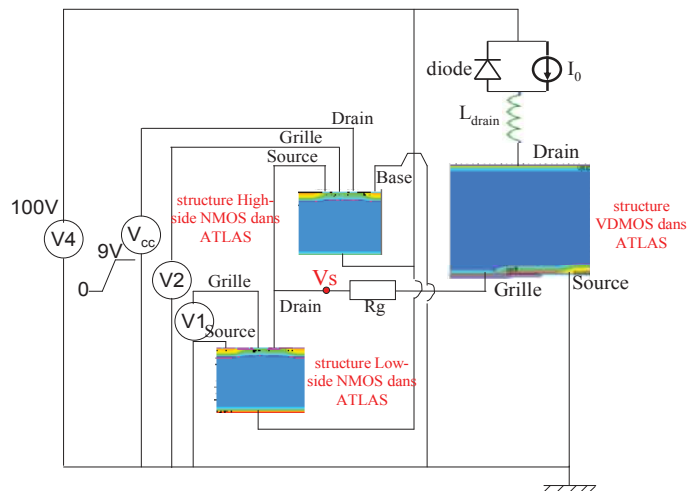 diode
I0
Ldrain
Drain
Grille
Source
Base
Drain
structure High-
side NMOS dans
ATLAS
structure
VDMOS dans
ATLAS
100V
V4
9V
Vcc
0
V2
V1
Grille
Source
Drain
Vs
Rg
Grille
Source
structure Low-
side NMOS dans
ATLAS